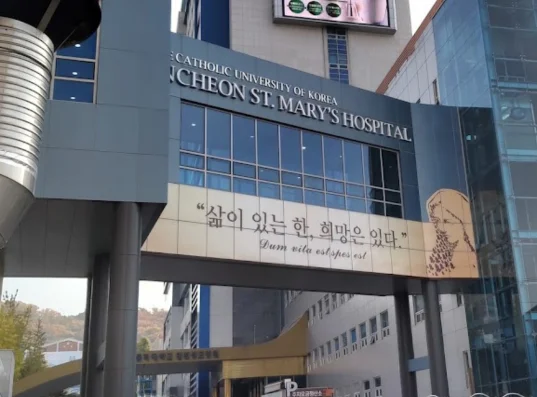 CATHOLIC UNIVERSITY OF KOREA
NCHEON ST. MARY'S HOSPITAL
“삶이 있는 한, 희망은 있다.”
Dum vita est spes est